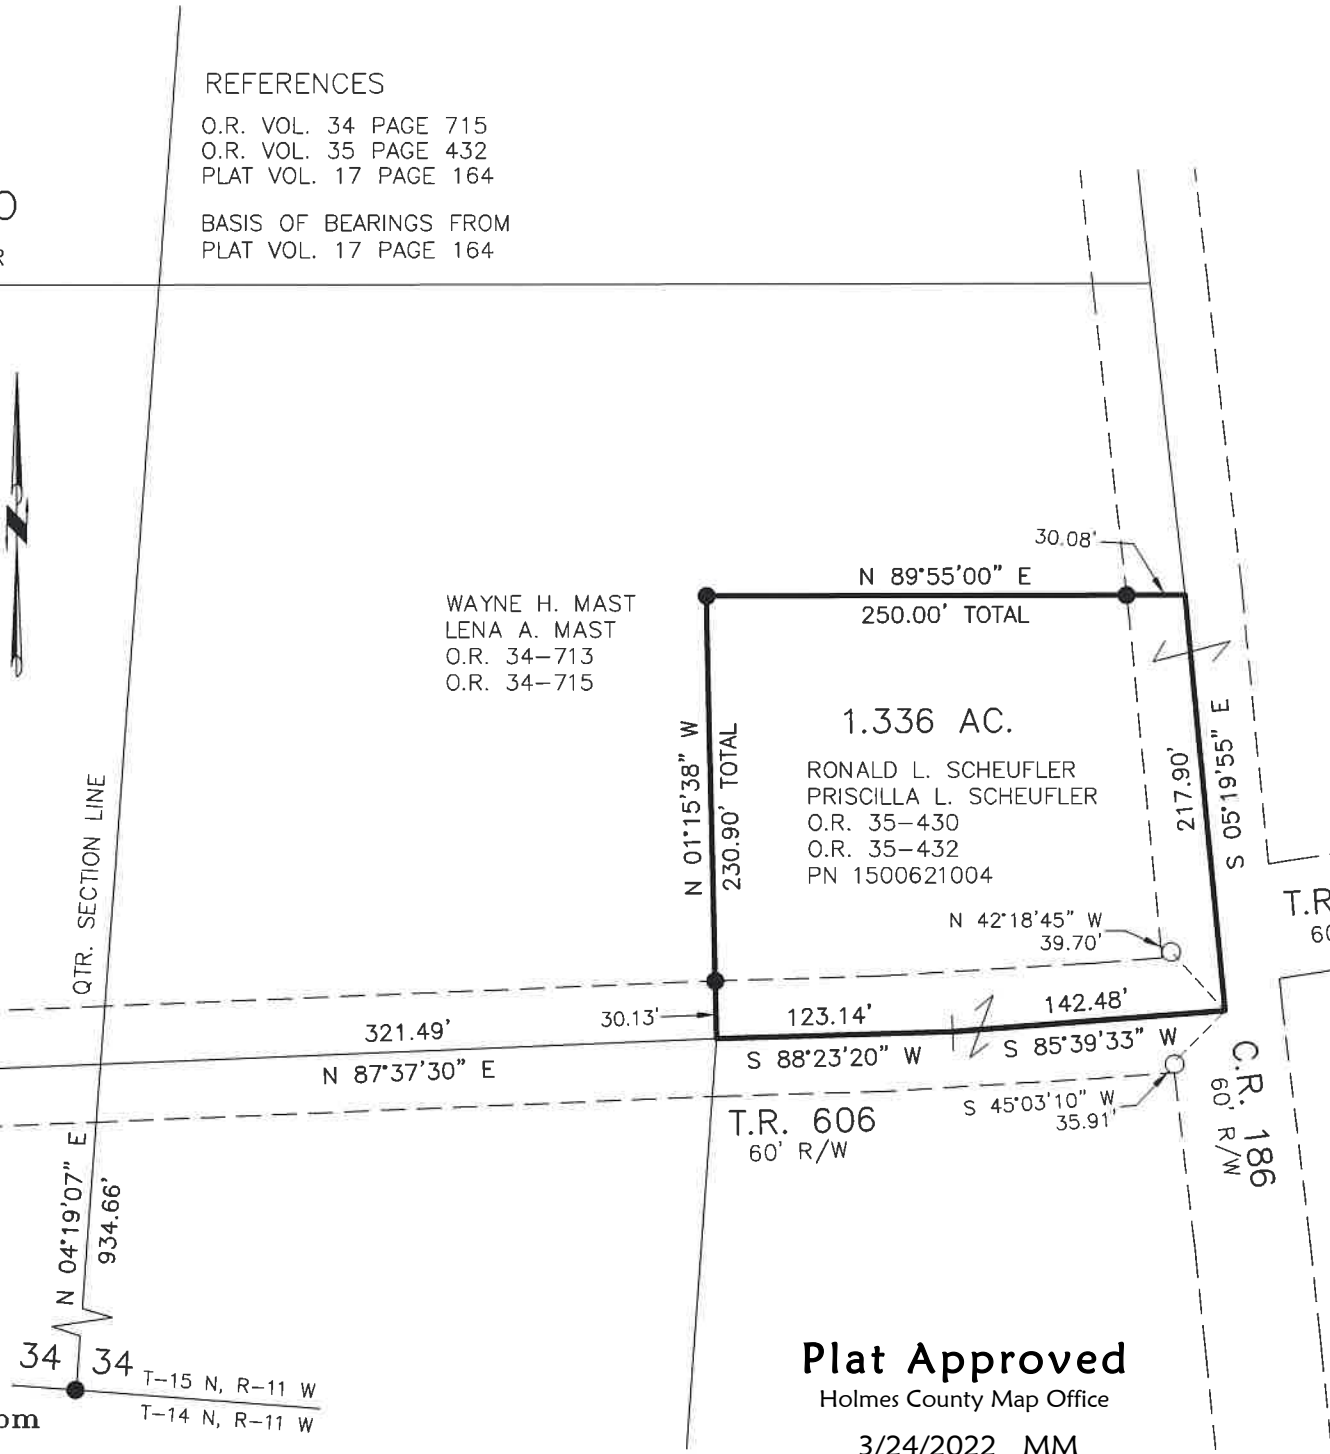 REFERENCES
O.R. VOL. 34 PAGE 715
O.R. VOL. 35 PAGE 432
PLAT VOL. 17 PAGE 164
BASIS OF BEARINGS FROM
PLAT VOL. 17 PAGE 164
O
R
N
30.08'
N 89°55'00" E
250.00' TOTAL
WAYNE H. MAST
LENA A. MAST
O.R. 34-713
O.R. 34-715
N 01°15'38" W
230.90' TOTAL
1.336 AC.
RONALD L. SCHEUFLER
PRISCILLA L. SCHEUFLER
O.R. 35-430
O.R. 35-432
PN 1500621004
217.90'
S 05°19'55" E
QTR. SECTION LINE
N 42°18'45" W
39.70'
T.R
60
30.13'
321.49'
N 87°37'30" E
123.14'
S 88°23'20" W
142.48'
S 85°39'33" W
S 45°03'10" W
35.91'
T.R. 606
60' R/W
C.R. 186
60' R/W
N 04°19'07" E
934.66'
34 34
T-15 N, R-11 W
T-14 N, R-11 W
om
Plat Approved
Holmes County Map Office
3/24/2022 MM